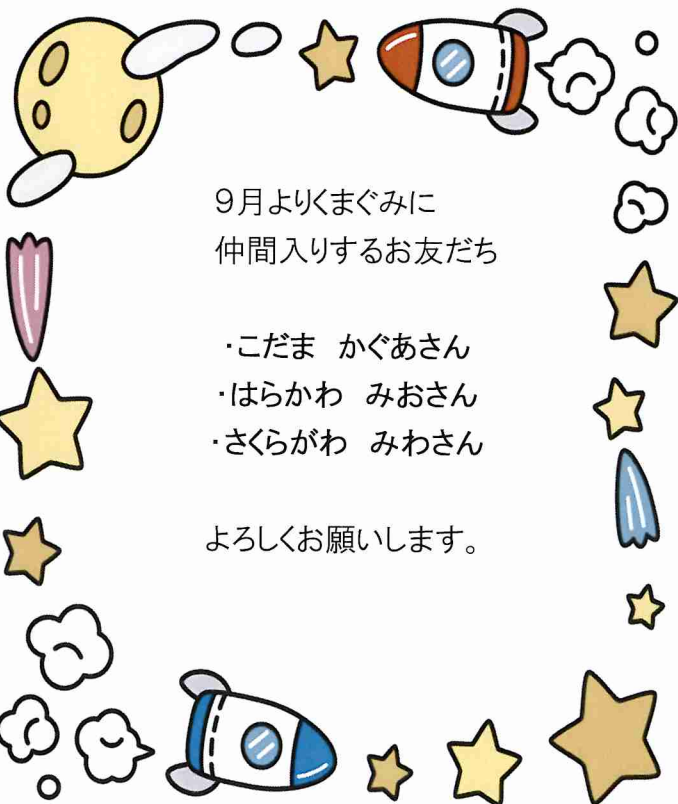 9月よりくまぐみに
仲間入りするお友だち
・こだま　かぐあさん
・はらかわ　みおさん
・さくらがわ　みわさん
よろしくお願いします。